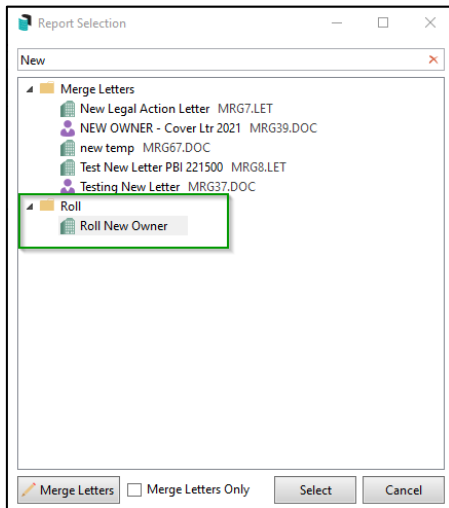 Report Selection
New
Merge Letters
New Legal Action Letter MRG7.LET
NEW OWNER - Cover Ltr 2021 MRG39.DOC
new temp MRG67.DOC
Test New Letter PBI 221500 MRG8.LET
Testing New Letter MRG37.DOC
Roll
Roll New Owner
Merge Letters Merge Letters Only Select Cancel